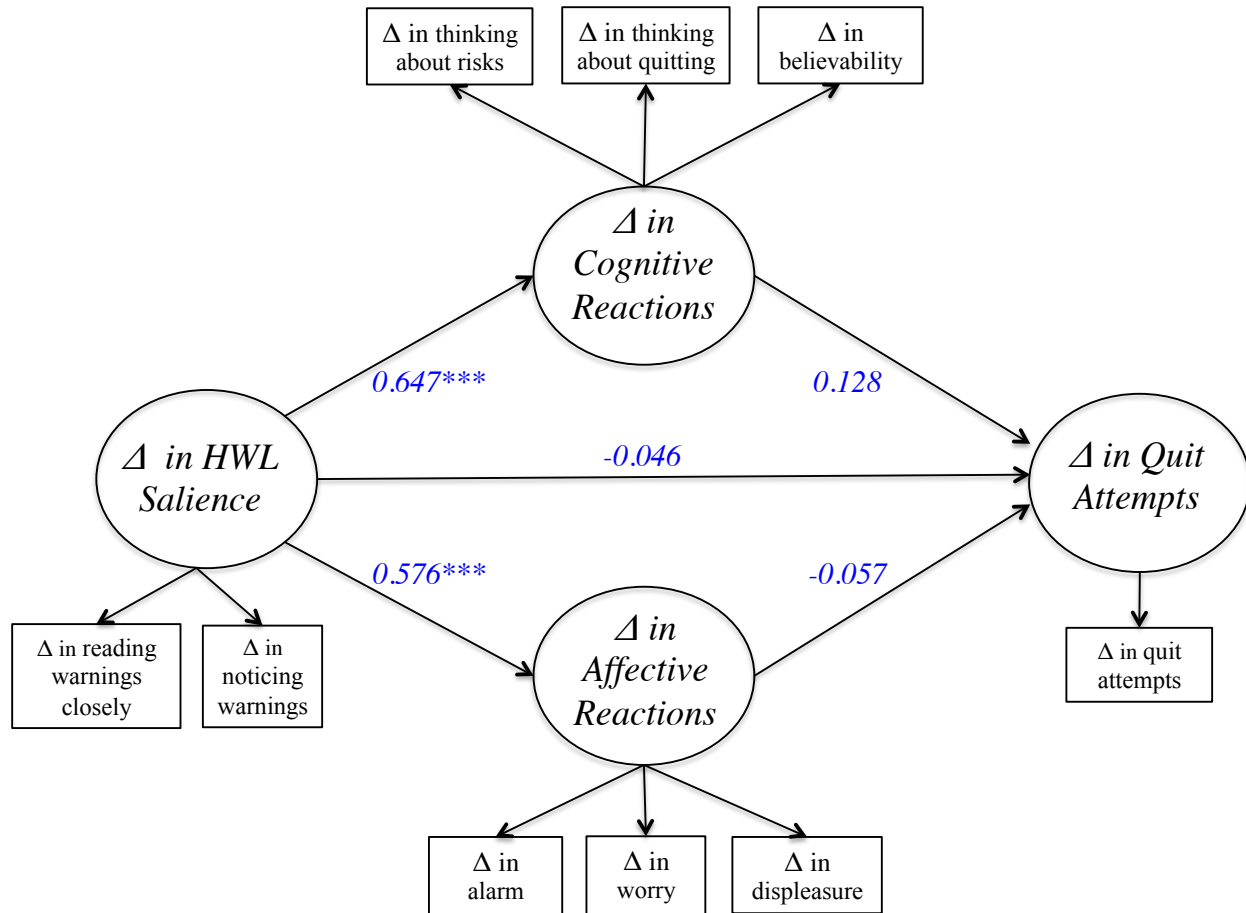 Δ in thinking
about risks
Δ in thinking
about quitting
Δ in
believability
Δ in
Cognitive
Reactions
0.647***
0.128
Δ in HWL
Salience
-0.046
Δ in Quit
Attempts
0.576***
-0.057
Δ in reading
warnings
closely
Δ in
noticing
warnings
Δ in
Affective
Reactions
Δ in quit
attempts
Δ in
alarm
Δ in
worry
Δ in
displeasure